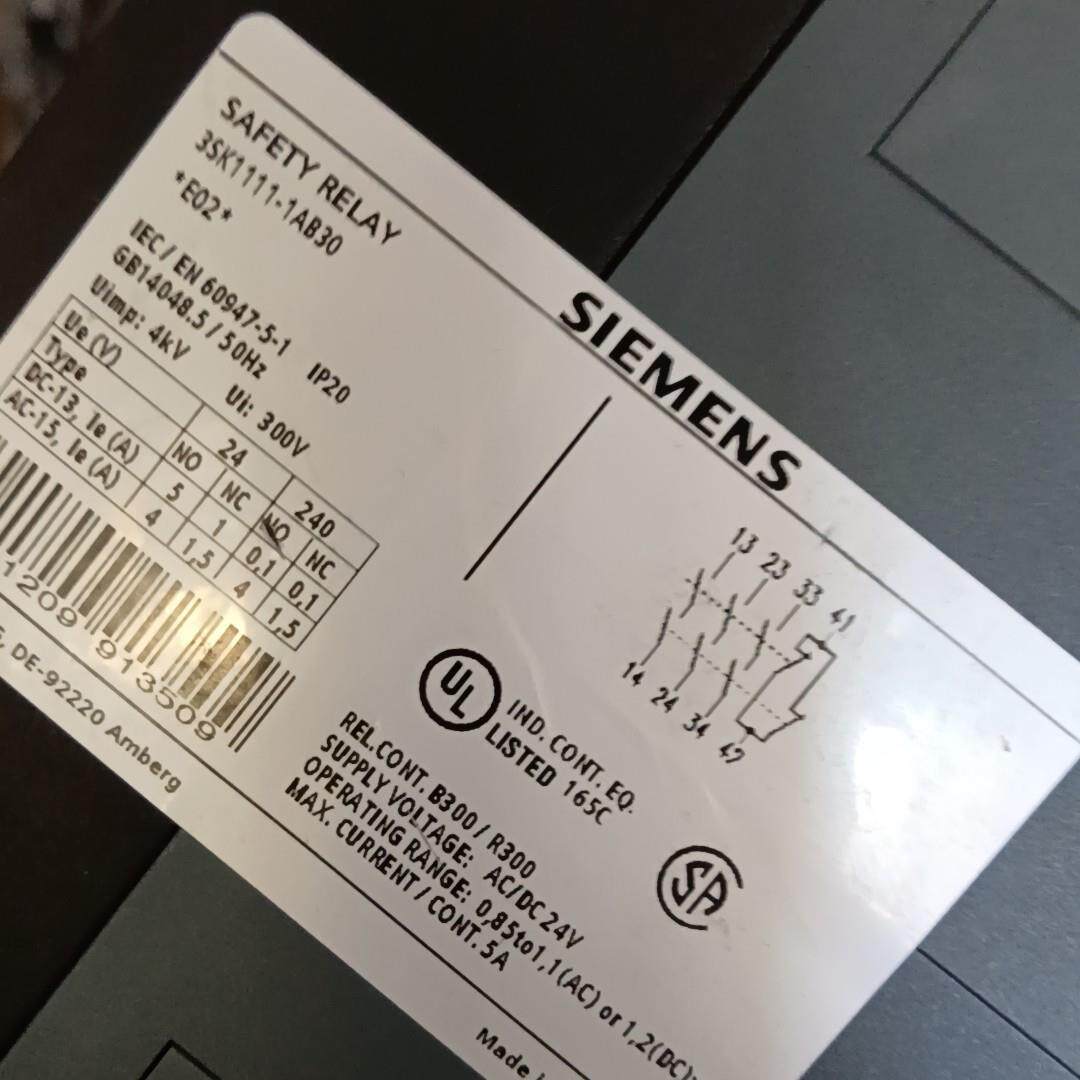 SAFETY RELAY
3SK1111-1AB30
*E02*
IEC / EN 60947-5-1
GB14048.5 / 50Hz IP20
Uimp: 4kV Ui: 300V
Ue (V) 24 240
Type NO NC NO NC
DC-13, Ie (A) 5 1 0,1 0,1
AC-15, Ie (A) 4 1,5 4 1,5
1209 913509
DE-92220 Amberg
SIEMENS
13 23 33 41
14 24 34 42
UL
IND. CONT. EQ.
LISTED 165C
REL.CONT. B300 / R300
SUPPLY VOLTAGE: AC/DC 24V
OPERATING RANGE: 0,85to1,1(AC) or 1,2(DC)
MAX. CURRENT / CONT. 5A
SA
Made